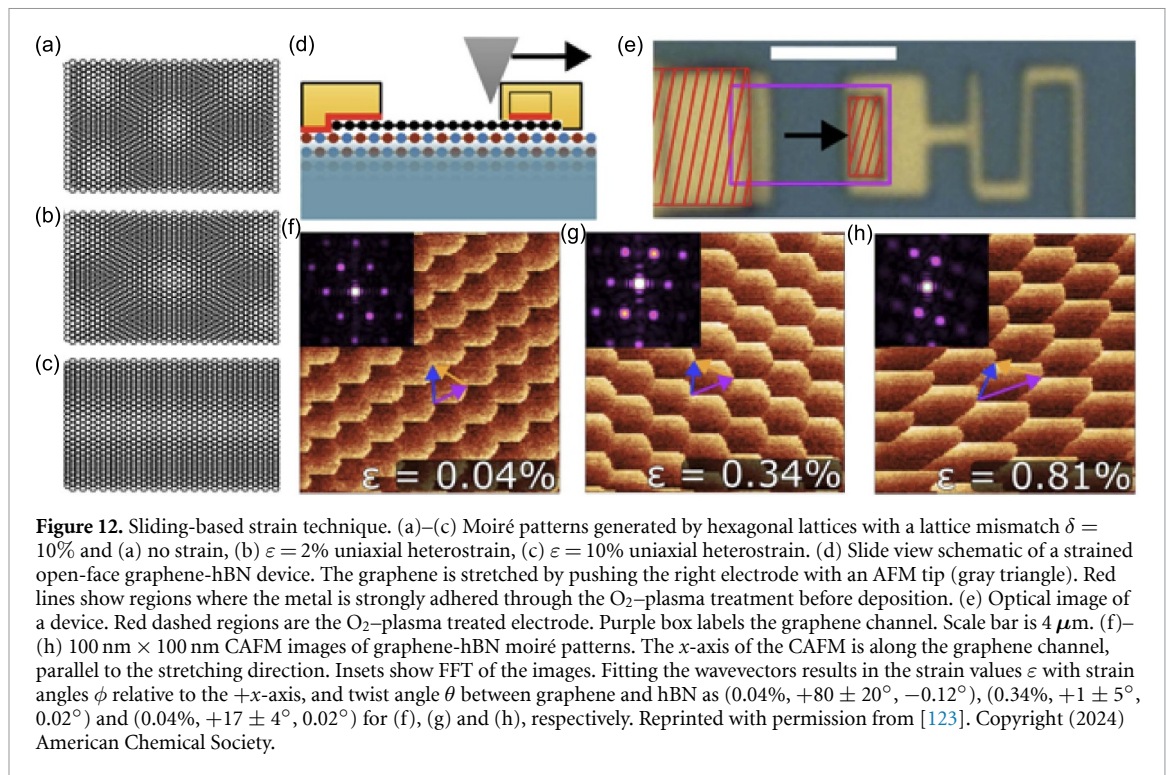 (a)
(d)
(e)
(b)
(f)
(g)
(h)
(c)
ε = 0.04%
ε = 0.34%
ε = 0.81%
Figure 12. Sliding-based strain technique. (a)–(c) Moiré patterns generated by hexagonal lattices with a lattice mismatch δ =
10% and (a) no strain, (b) ε = 2% uniaxial heterostrain, (c) ε = 10% uniaxial heterostrain. (d) Slide view schematic of a strained
open-face graphene-hBN device. The graphene is stretched by pushing the right electrode with an AFM tip (gray triangle). Red
lines show regions where the metal is strongly adhered through the O₂–plasma treatment before deposition. (e) Optical image of
a device. Red dashed regions are the O₂–plasma treated electrode. Purple box labels the graphene channel. Scale bar is 4 μm. (f)–
(h) 100 nm × 100 nm CAFM images of graphene-hBN moiré patterns. The x-axis of the CAFM is along the graphene channel,
parallel to the stretching direction. Insets show FFT of the images. Fitting the wavevectors results in the strain values ε with strain
angles ϕ relative to the +x-axis, and twist angle θ between graphene and hBN as (0.04%, +80 ± 20°, −0.12°), (0.34%, +1 ± 5°,
0.02°) and (0.04%, +17 ± 4°, 0.02°) for (f), (g) and (h), respectively. Reprinted with permission from [123]. Copyright (2024)
American Chemical Society.